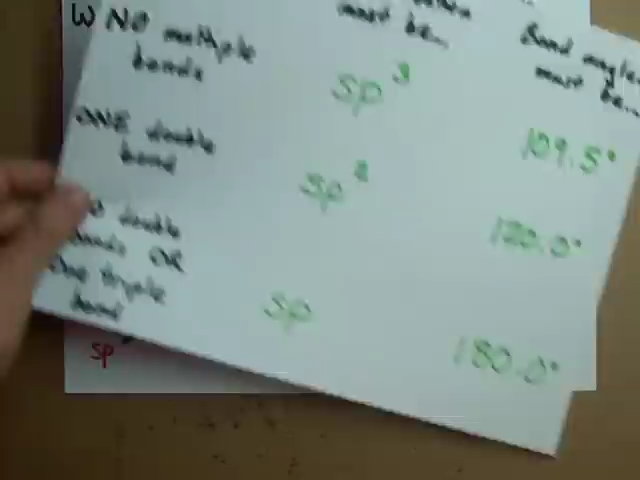 W NO multiple
bonds
must be...
Bond angles
must be...
sp³
109.5°
ONE double
bond
sp²
120.0°
double
bonds OR
One triple
bond
sp
180.0°
sp